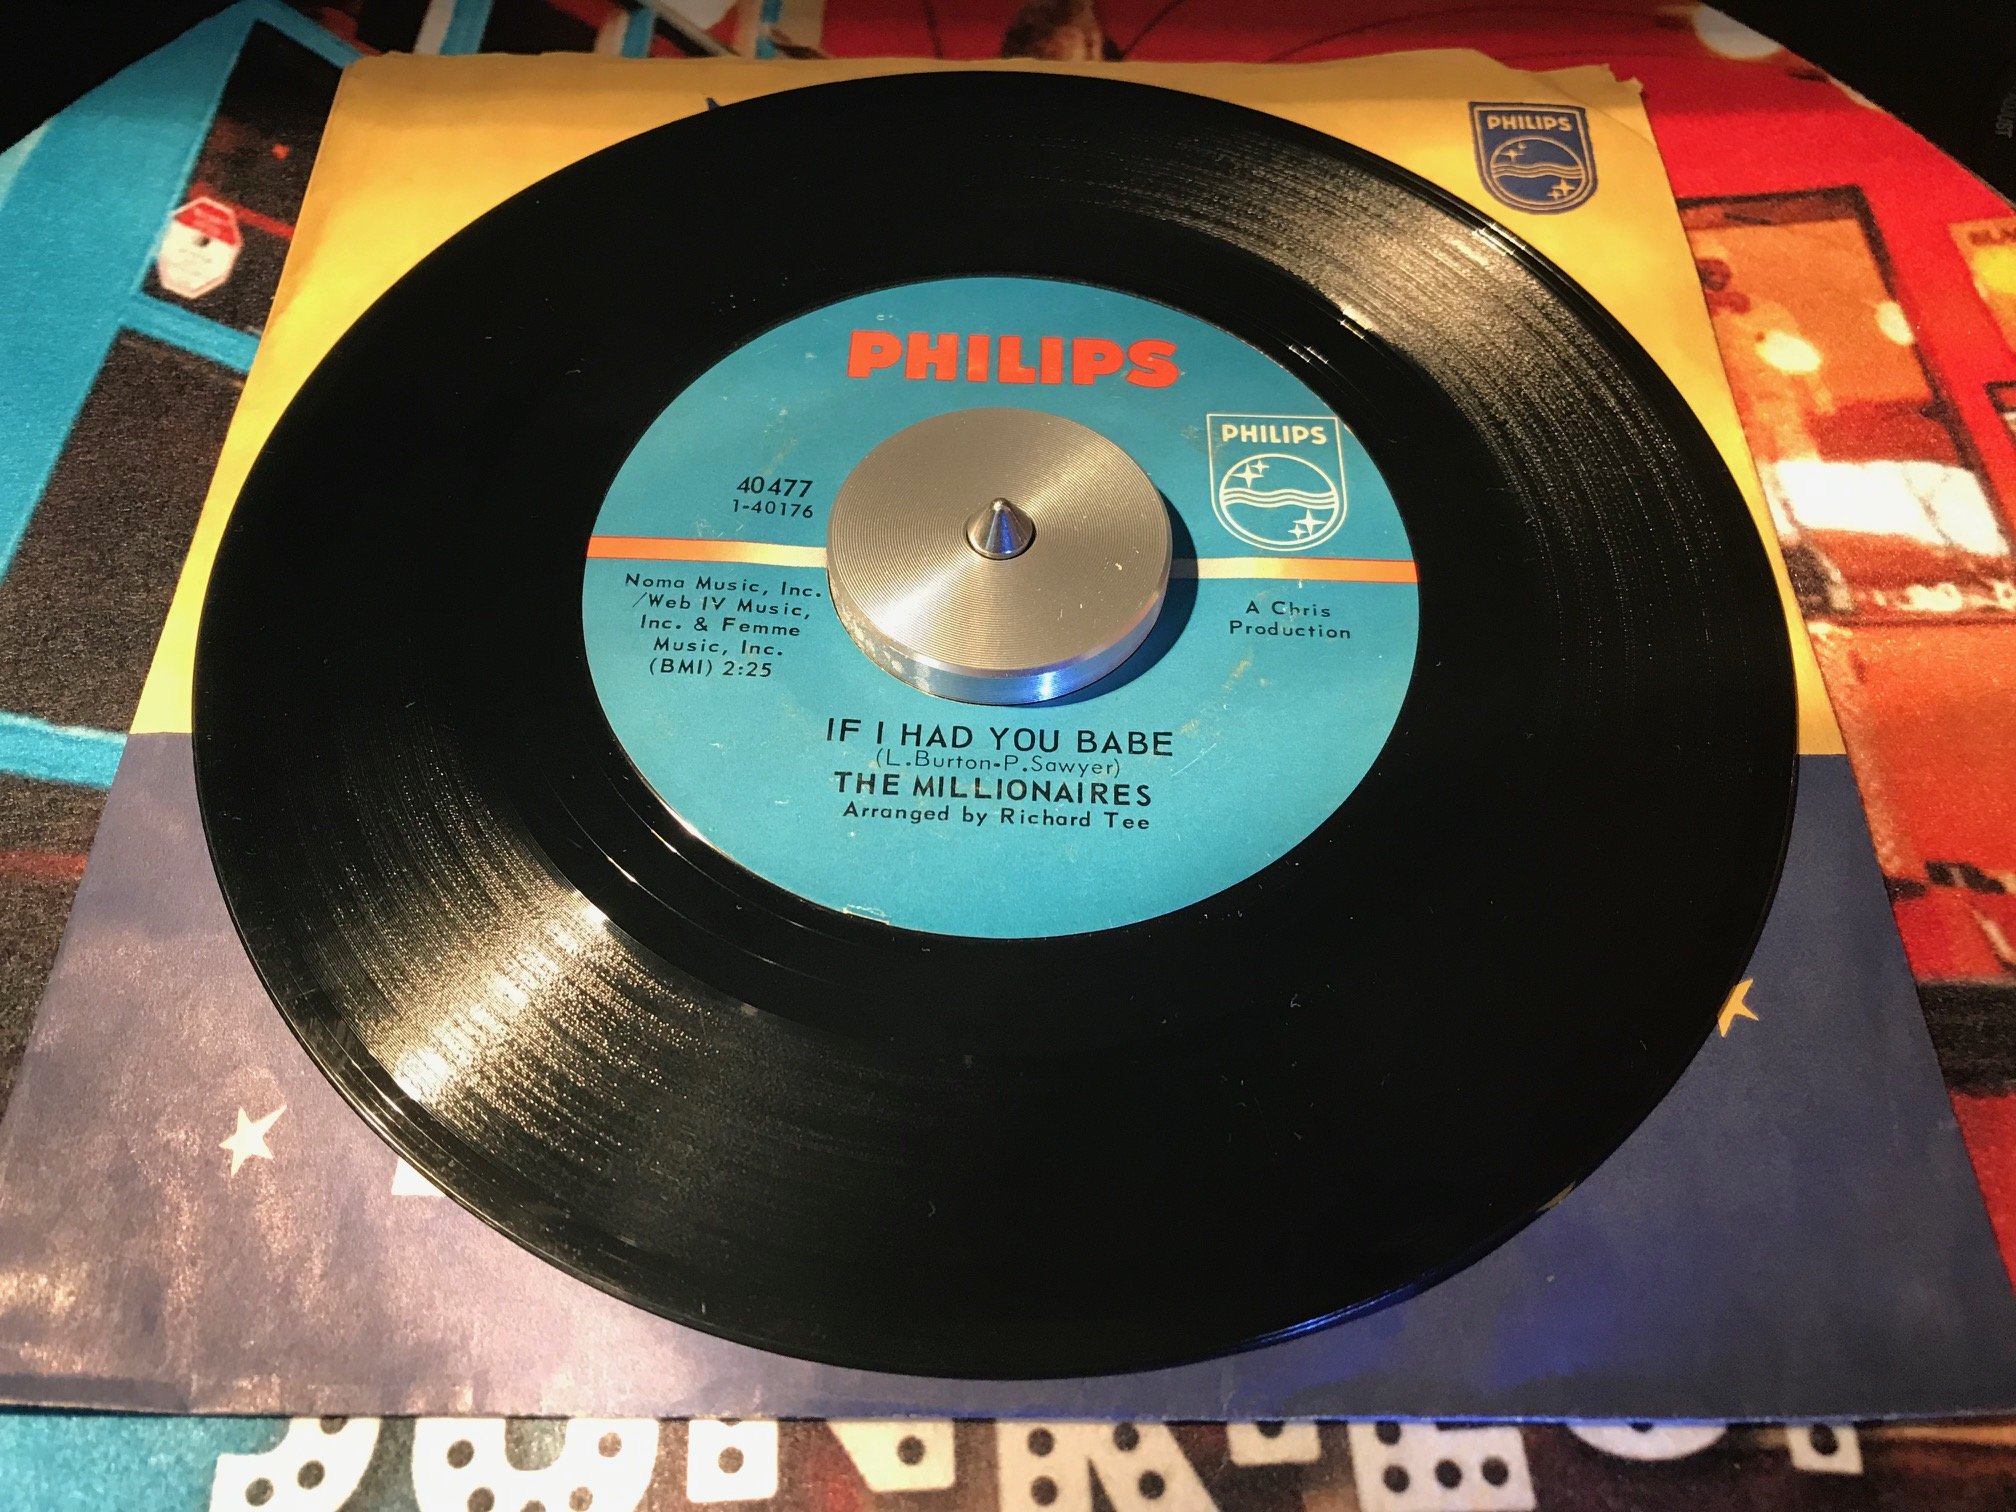 PHILIPS
PHILIPS
PHILIPS
40477
1-40176
Noma Music, Inc.
/Web IV Music,
Inc. & Femme
Music, Inc.
(BMI) 2:25
A Chris
Production
IF I HAD YOU BABE
(L.Burton-P.Sawyer)
THE MILLIONAIRES
Arranged by Richard Tee